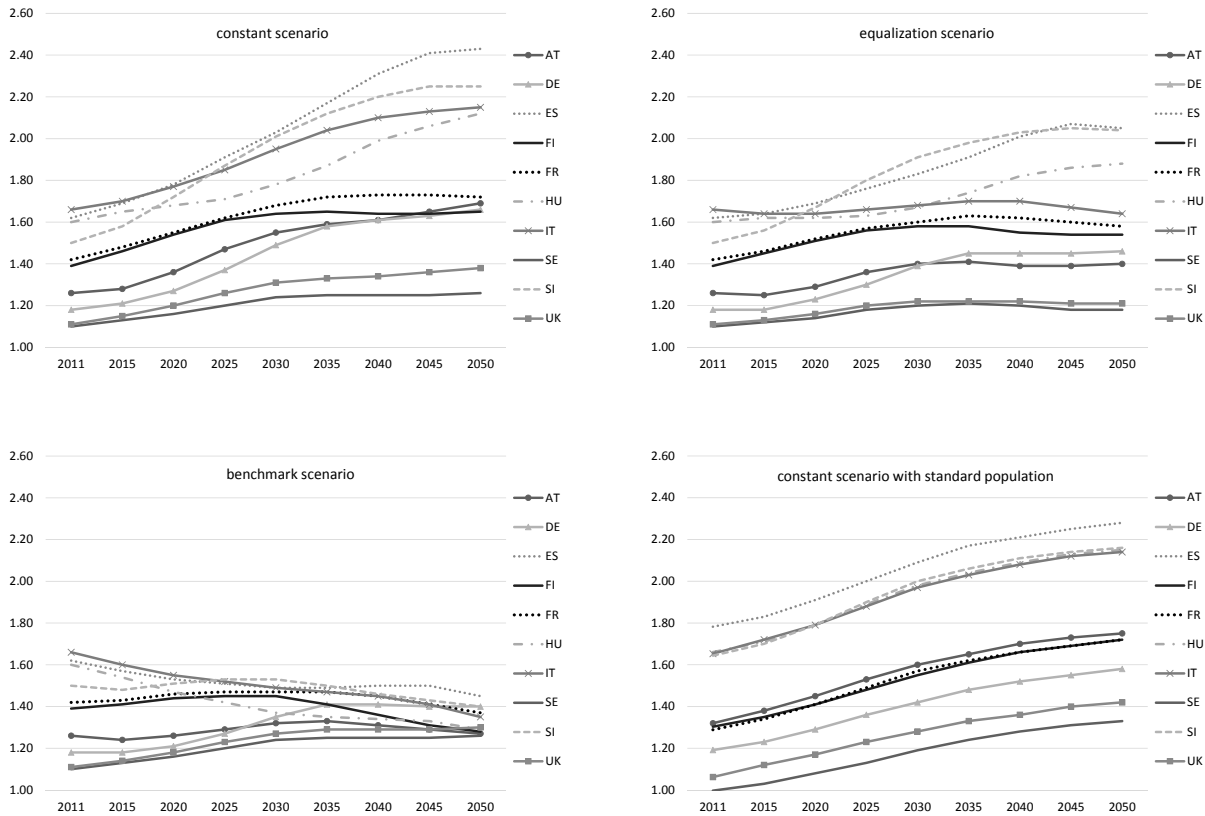 constant scenario
2.60
2.40
2.20
2.00
1.80
1.60
1.40
1.20
1.00
2011 2015 2020 2025 2030 2035 2040 2045 2050
AT
DE
ES
FI
FR
HU
IT
SE
SI
UK
equalization scenario
2.60
2.40
2.20
2.00
1.80
1.60
1.40
1.20
1.00
2011 2015 2020 2025 2030 2035 2040 2045 2050
AT
DE
ES
FI
FR
HU
IT
SE
SI
UK
benchmark scenario
2.60
2.40
2.20
2.00
1.80
1.60
1.40
1.20
1.00
2011 2015 2020 2025 2030 2035 2040 2045 2050
AT
DE
ES
FI
FR
HU
IT
SE
SI
UK
constant scenario with standard population
2.60
2.40
2.20
2.00
1.80
1.60
1.40
1.20
1.00
2011 2015 2020 2025 2030 2035 2040 2045 2050
AT
DE
ES
FI
FR
HU
IT
SE
SI
UK